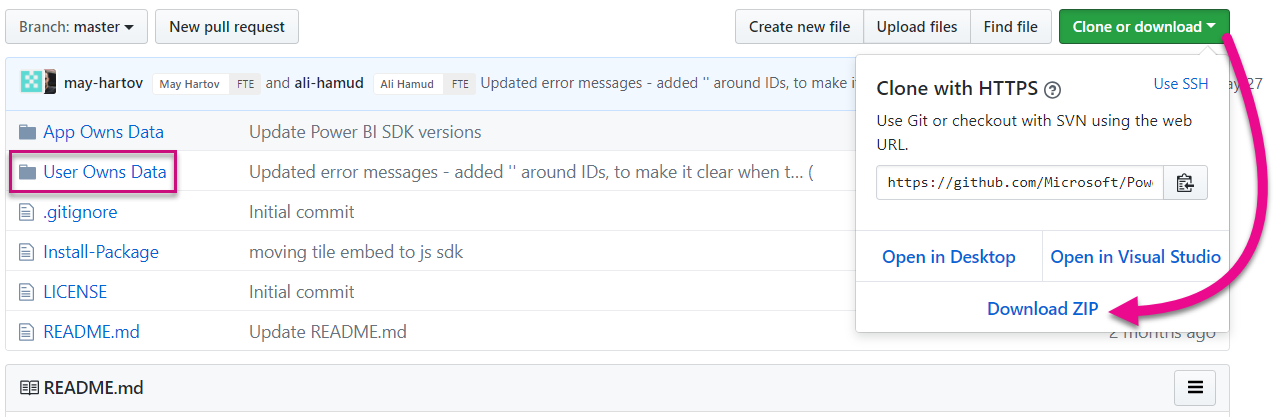 Branch: master New pull request Create new file Upload files Find file Clone or download
may-hartov May Hartov FTE and ali-hamud Ali Hamud FTE Updated error messages - added '' around IDs, to make it 27
App Owns Data Update Power BI SDK versions
User Owns Data Updated error messages - added '' around IDs, to make it clear when t... (
.gitignore Initial commit
Install-Package moving tile embed to js sdk
LICENSE Initial commit
README.md Update README.md 2 months ago
Clone with HTTPS ? Use SSH
Use Git or checkout with SVN using the web
URL.
https://github.com/Microsoft/Pow
Open in Desktop Open in Visual Studio
Download ZIP
README.md